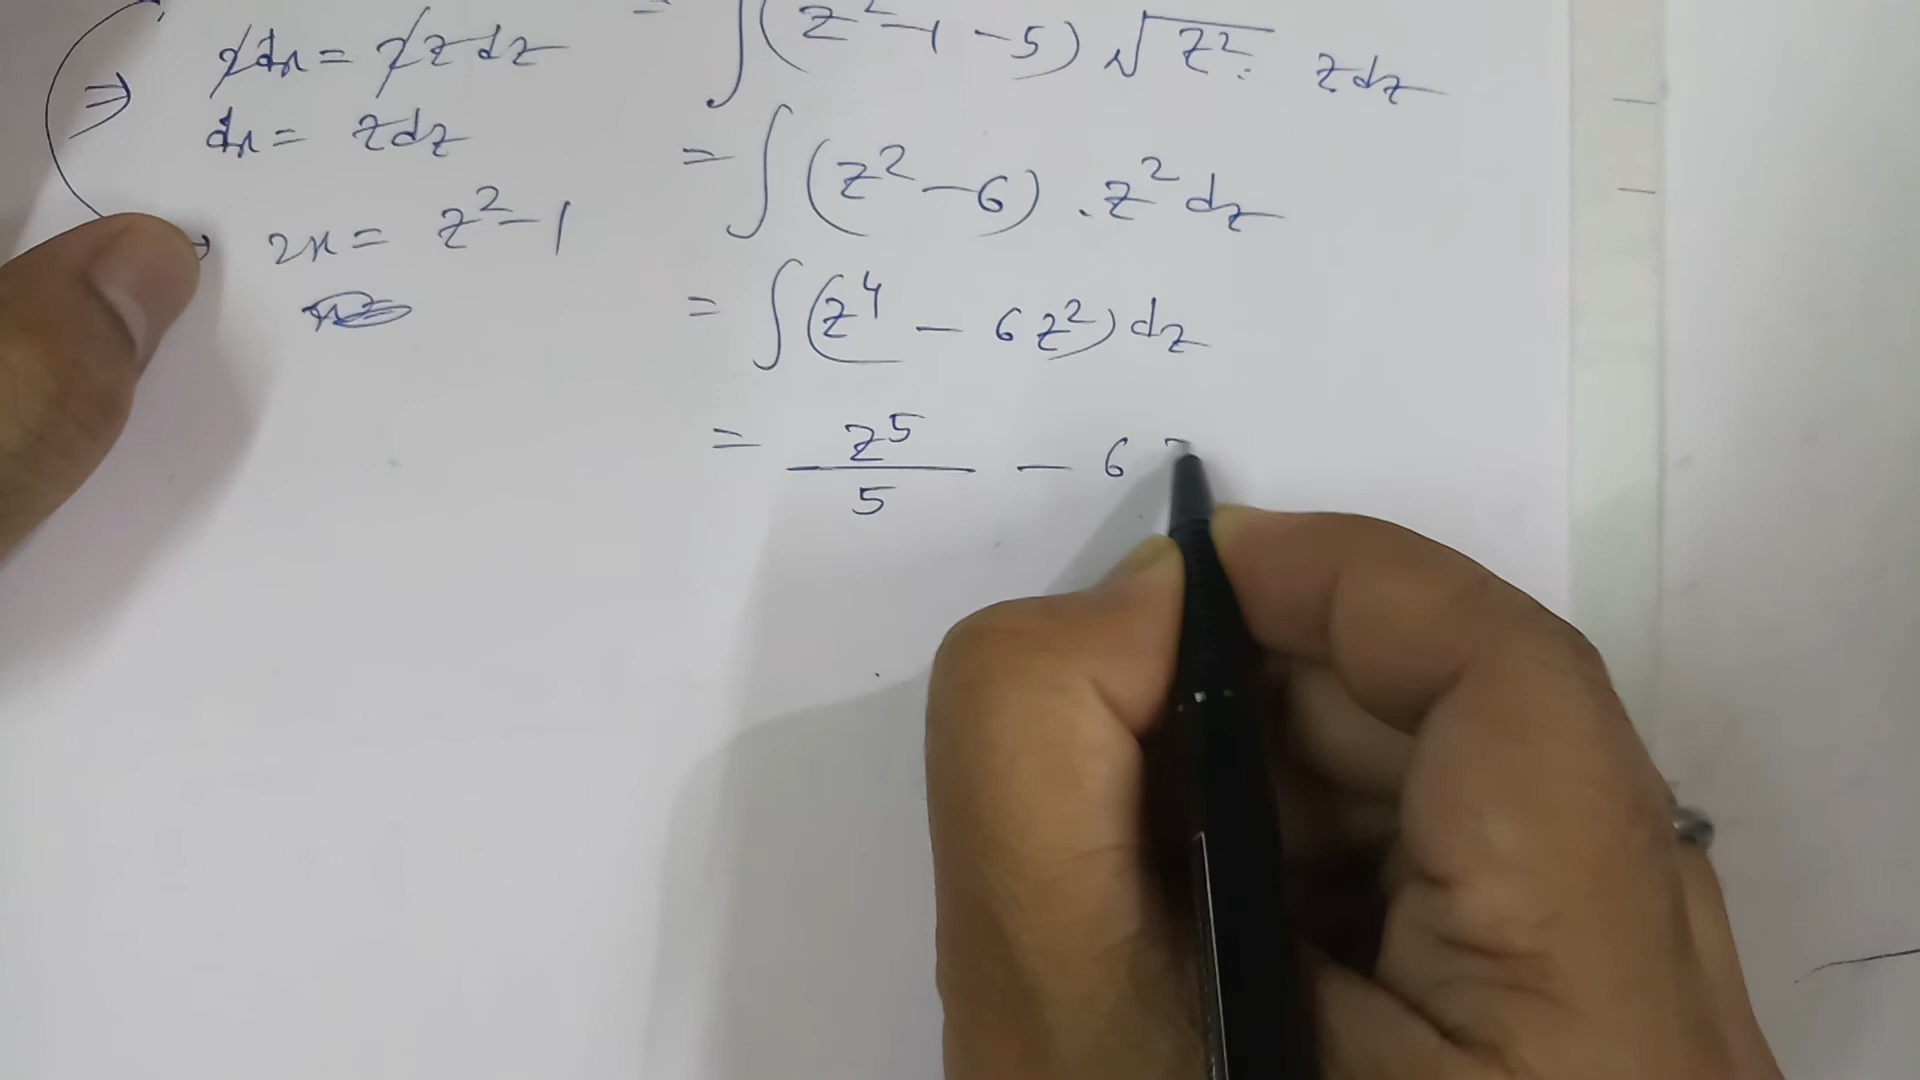 2dx = 2z dz
dx = z dz
2x = z² - 1
= ∫(z² - 1 - 5) √z² z dz
= ∫(z² - 6) . z² dz
= ∫(z⁴ - 6z²) dz
= z⁵/5 - 6